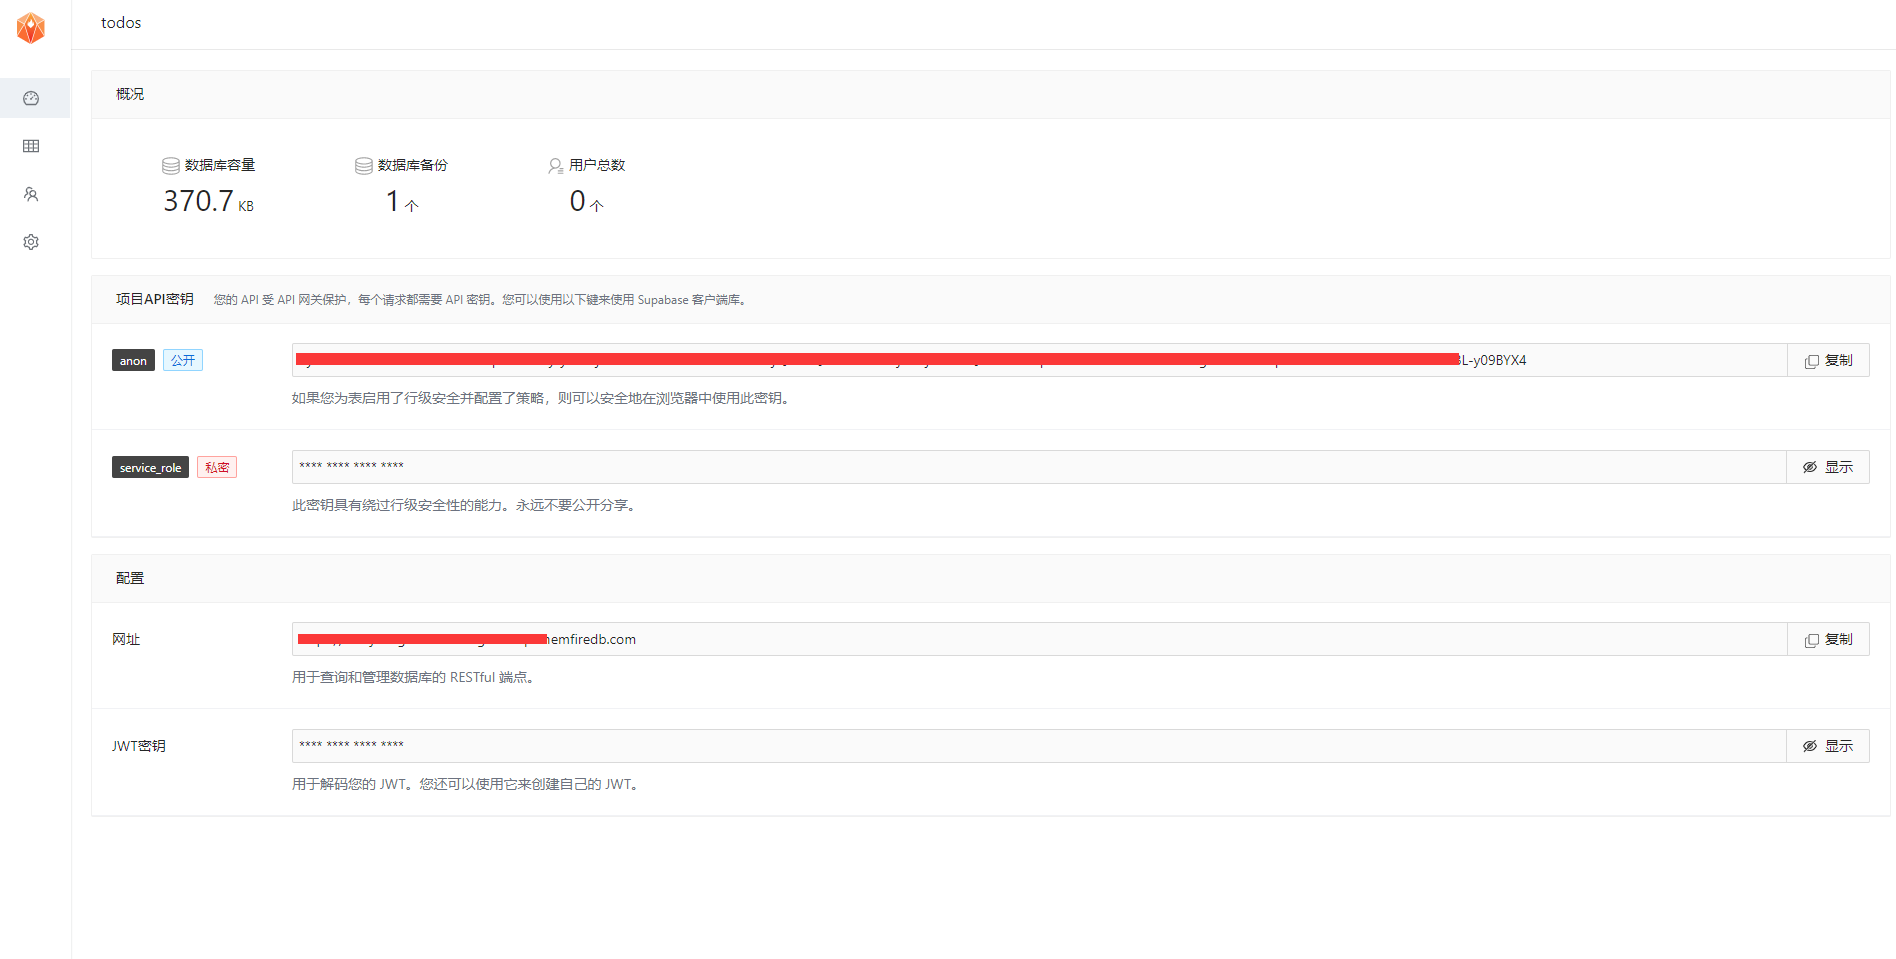 todos
概况
数据库容量
数据库备份
用户总数
370.7 KB
1 个
0 个
项目API密钥 您的 API 受 API 网关保护，每个请求都需要 API 密钥。您可以使用以下键来使用 Supabase 客户端库。
anon 公开 L-y09BYX4 复制
如果您为表启用了行级安全并配置了策略，则可以安全地在浏览器中使用此密钥。
service_role 私密 **** **** **** **** 显示
此密钥具有绕过行级安全性的能力。永远不要公开分享。
配置
网址 emfiredb.com 复制
用于查询和管理数据库的 RESTful 端点。
JWT密钥 **** **** **** **** 显示
用于解码您的 JWT。您还可以使用它来创建自己的 JWT。